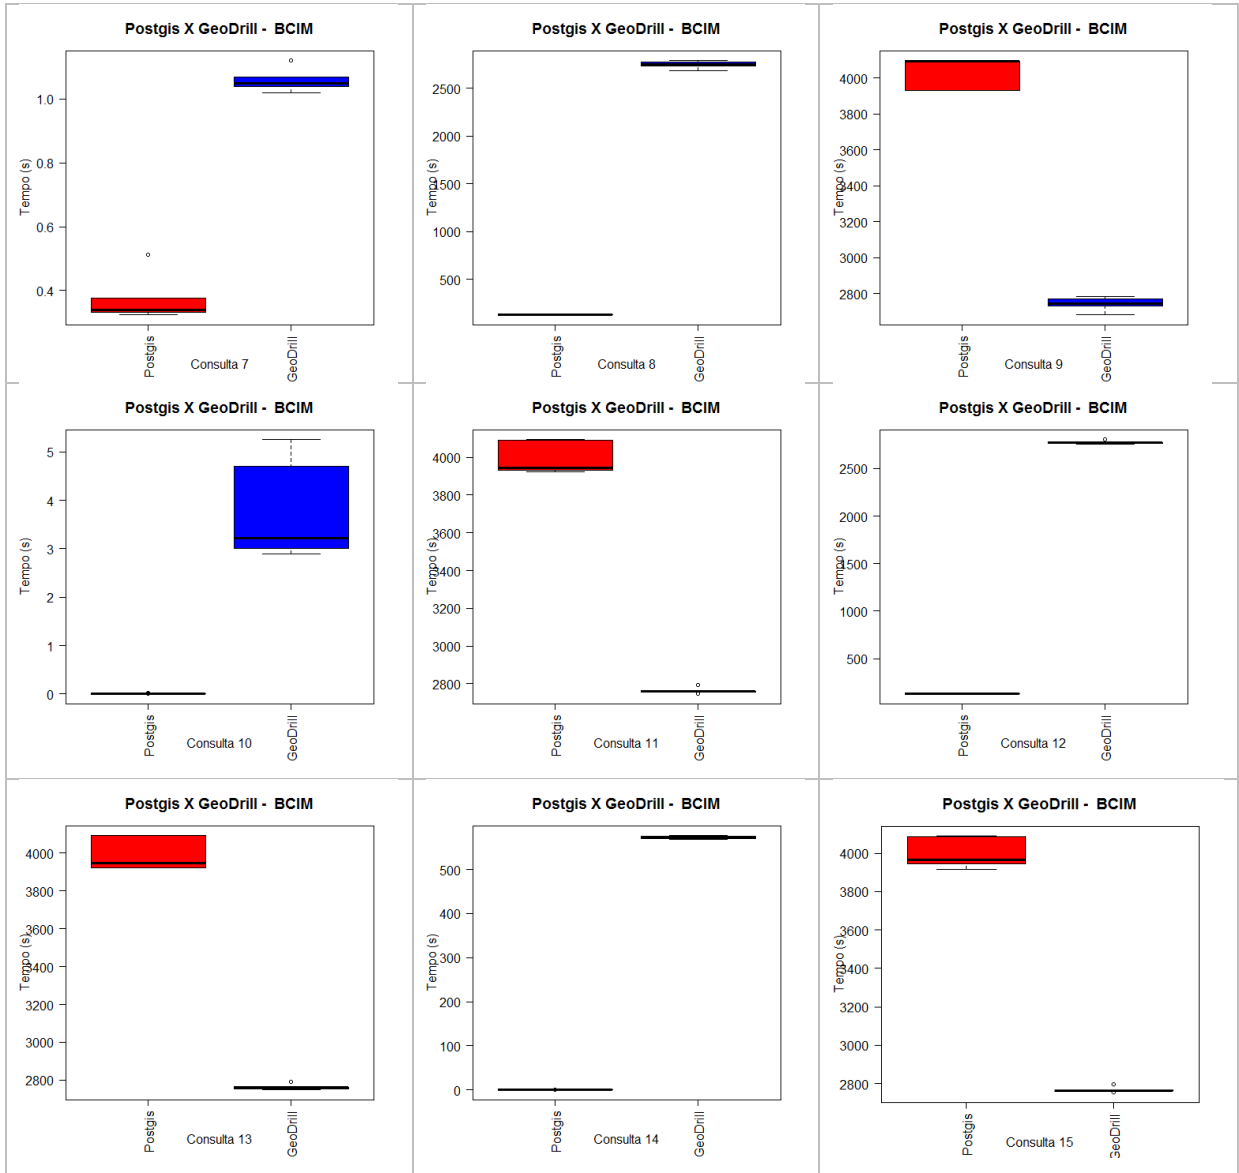 Postgis X GeoDrill - BCIM
Tempo (s)
1.0
0.8
0.6
0.4
Postgis
GeoDrill
Consulta 7
Postgis X GeoDrill - BCIM
Tempo (s)
2500
2000
1500
1000
500
Postgis
GeoDrill
Consulta 8
Postgis X GeoDrill - BCIM
Tempo (s)
4000
3800
3600
3400
3200
3000
2800
Postgis
GeoDrill
Consulta 9
Postgis X GeoDrill - BCIM
Tempo (s)
5
4
3
2
1
0
Postgis
GeoDrill
Consulta 10
Postgis X GeoDrill - BCIM
Tempo (s)
4000
3800
3600
3400
3200
3000
2800
Postgis
GeoDrill
Consulta 11
Postgis X GeoDrill - BCIM
Tempo (s)
2500
2000
1500
1000
500
Postgis
GeoDrill
Consulta 12
Postgis X GeoDrill - BCIM
Tempo (s)
4000
3800
3600
3400
3200
3000
2800
Postgis
GeoDrill
Consulta 13
Postgis X GeoDrill - BCIM
Tempo (s)
500
400
300
200
100
0
Postgis
GeoDrill
Consulta 14
Postgis X GeoDrill - BCIM
Tempo (s)
4000
3800
3600
3400
3200
3000
2800
Postgis
GeoDrill
Consulta 15